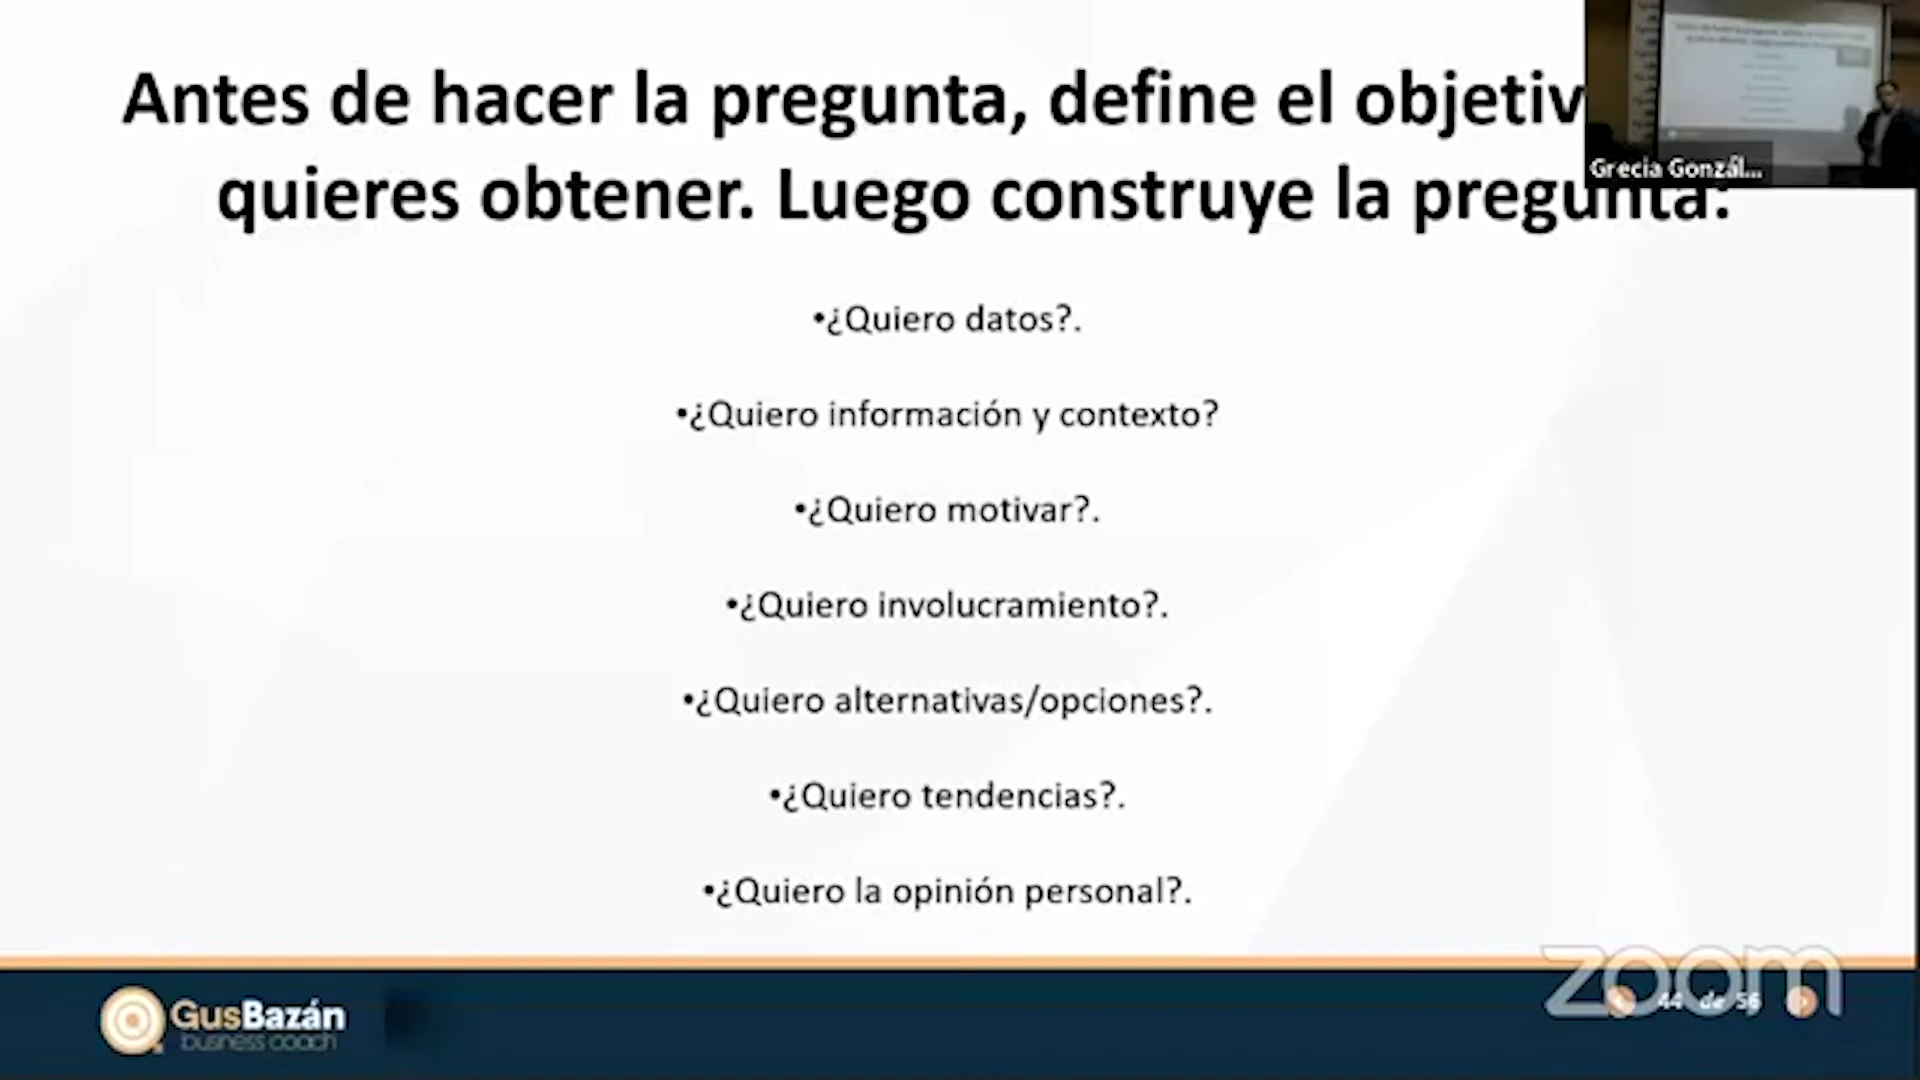 Antes de hacer la pregunta, define el objetiv
quieres obtener. Luego construye la pregunta:
•¿Quiero datos?.
•¿Quiero información y contexto?
•¿Quiero motivar?.
•¿Quiero involucramiento?.
•¿Quiero alternativas/opciones?.
•¿Quiero tendencias?.
•¿Quiero la opinión personal?.
Grecia Gonzál...
GusBazán
business coach
44 de 56
zoom